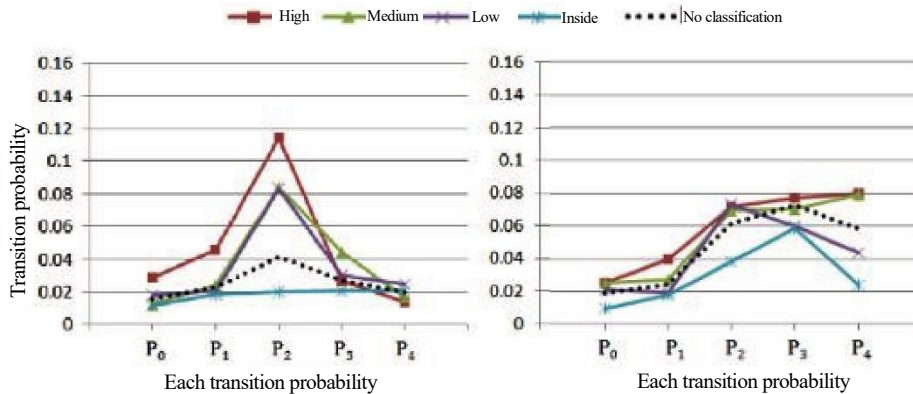 High Medium Low Inside No classification
0.16 0.16
0.14 0.14
0.12 0.12
0.1 0.1
0.08 0.08
0.06 0.06
0.04 0.04
0.02 0.02
0 0
Transition probability
P₀ P₁ P₂ P₃ P₄ P₀ P₁ P₂ P₃ P₄
Each transition probability Each transition probability